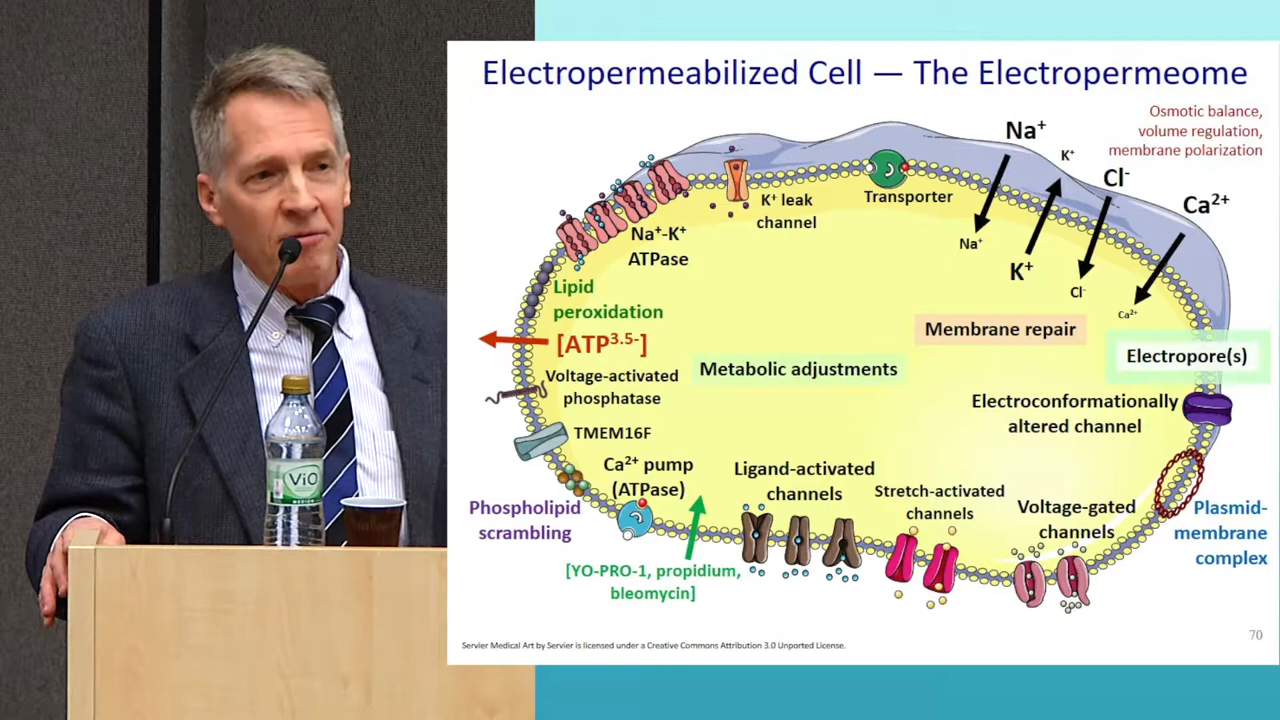 Electropermeabilized Cell — The Electropermeome
Osmotic balance,
volume regulation,
membrane polarization
Na⁺
K⁺
Cl⁻
Ca²⁺
K⁺ leak
channel
Transporter
Na⁺-K⁺
ATPase
Na⁺
K⁺
Cl⁻
Ca²⁺
Lipid
peroxidation
[ATP³·⁵⁻]
Membrane repair
Electropore(s)
Metabolic adjustments
Voltage-activated
phosphatase
Electroconformationally
altered channel
TMEM16F
Ca²⁺ pump
(ATPase)
Ligand-activated
channels
Stretch-activated
channels
Voltage-gated
channels
Phospholipid
scrambling
Plasmid-
membrane
complex
[YO-PRO-1, propidium,
bleomycin]
ViO
70
Servier Medical Art by Servier is licensed under a Creative Commons Attribution 3.0 Unported License.